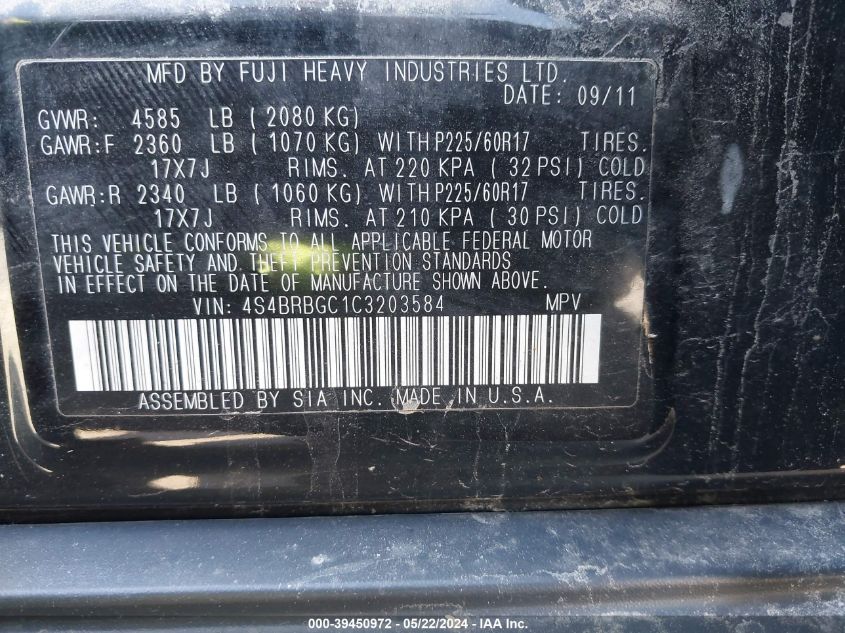 MFD BY FUJI HEAVY INDUSTRIES LTD.
DATE: 09/11
GVWR: 4585 LB (2080 KG)
GAWR:F 2360 LB (1070 KG) WITH P225/60R17 TIRES.
17X7J RIMS. AT 220 KPA (32 PSI) COLD
GAWR:R 2340 LB (1060 KG) WITH P225/60R17 TIRES.
17X7J RIMS. AT 210 KPA (30 PSI) COLD
THIS VEHICLE CONFORMS TO ALL APPLICABLE FEDERAL MOTOR
VEHICLE SAFETY AND THEFT PREVENTION STANDARDS
IN EFFECT ON THE DATE OF MANUFACTURE SHOWN ABOVE.
VIN: 4S4BRBGC1C3203584 MPV
ASSEMBLED BY SIA INC. MADE IN U.S.A.
000-39450972 - 05/22/2024 - IAAI.com